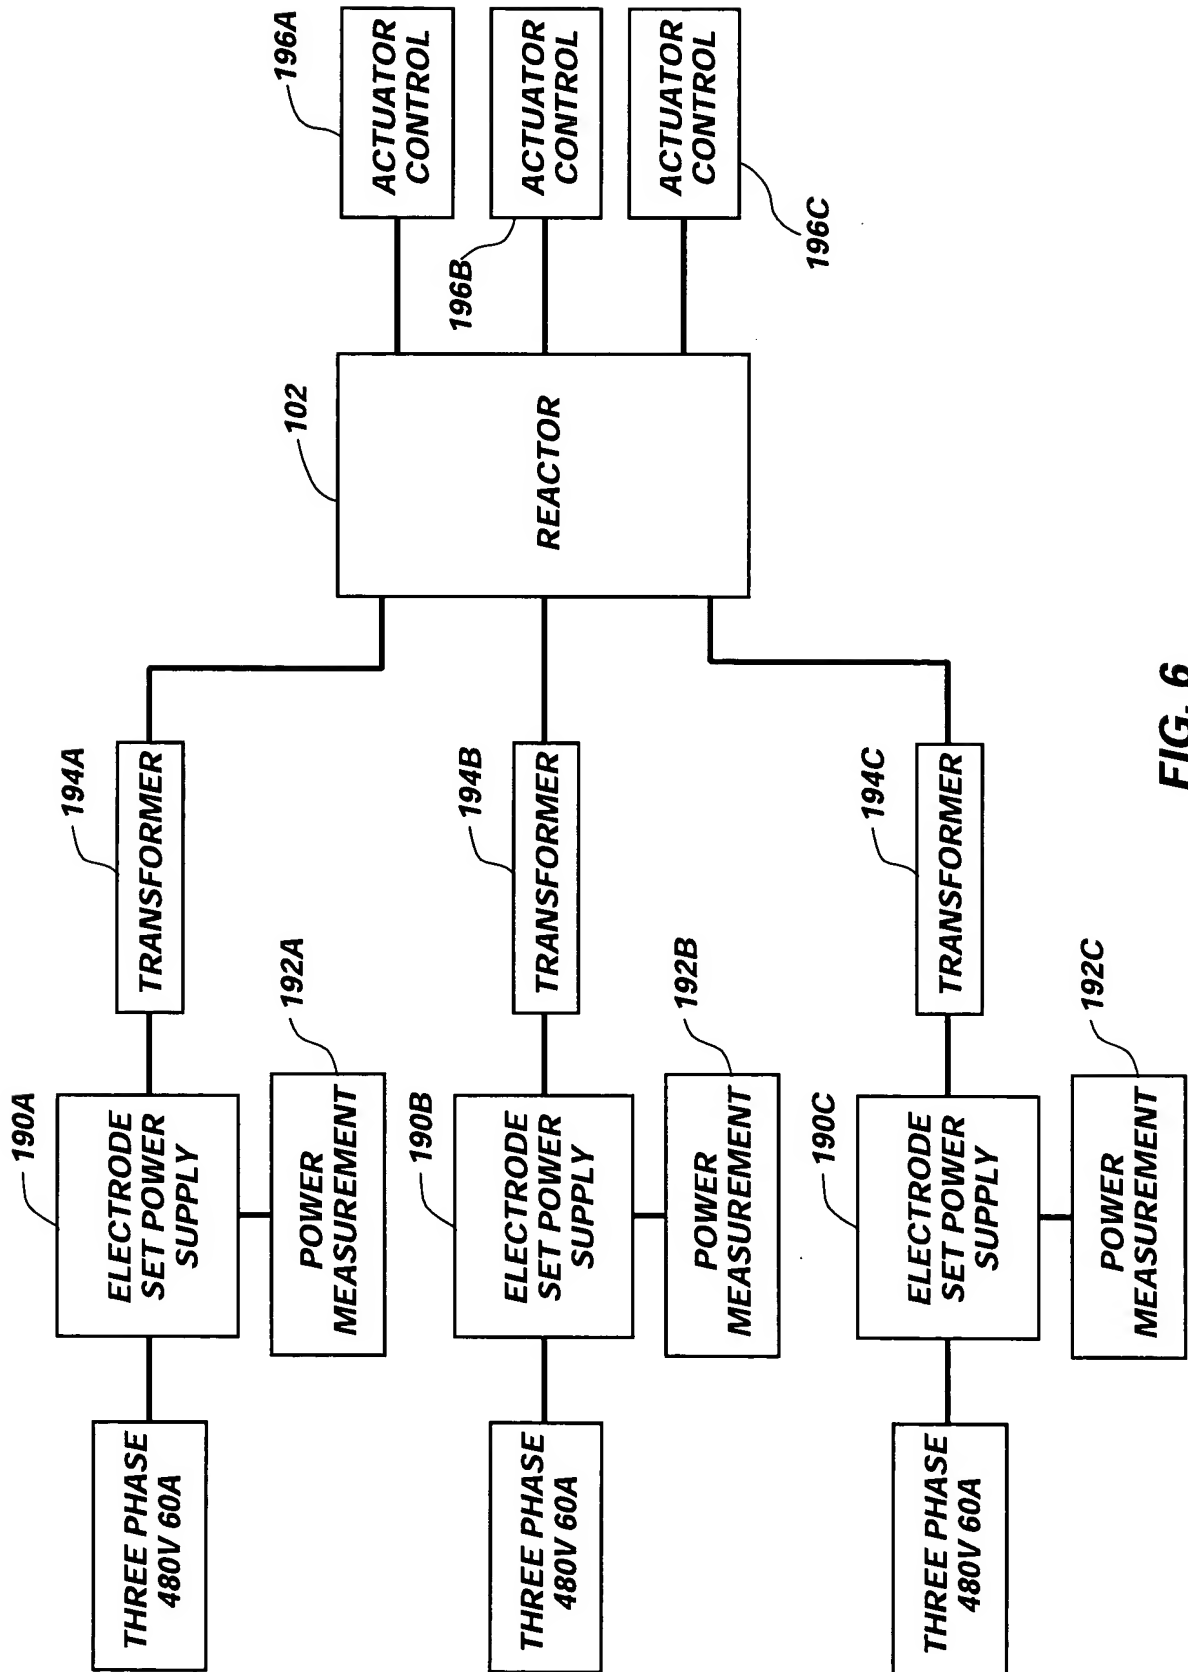 THREE PHASE
480V 60A
190A
ELECTRODE
SET POWER
SUPPLY
192A
POWER
MEASUREMENT
194A
TRANSFORMER
THREE PHASE
480V 60A
190B
ELECTRODE
SET POWER
SUPPLY
192B
POWER
MEASUREMENT
194B
TRANSFORMER
THREE PHASE
480V 60A
190C
ELECTRODE
SET POWER
SUPPLY
192C
POWER
MEASUREMENT
194C
TRANSFORMER
102
REACTOR
196A
ACTUATOR
CONTROL
196B
ACTUATOR
CONTROL
196C
ACTUATOR
CONTROL
FIG. 6